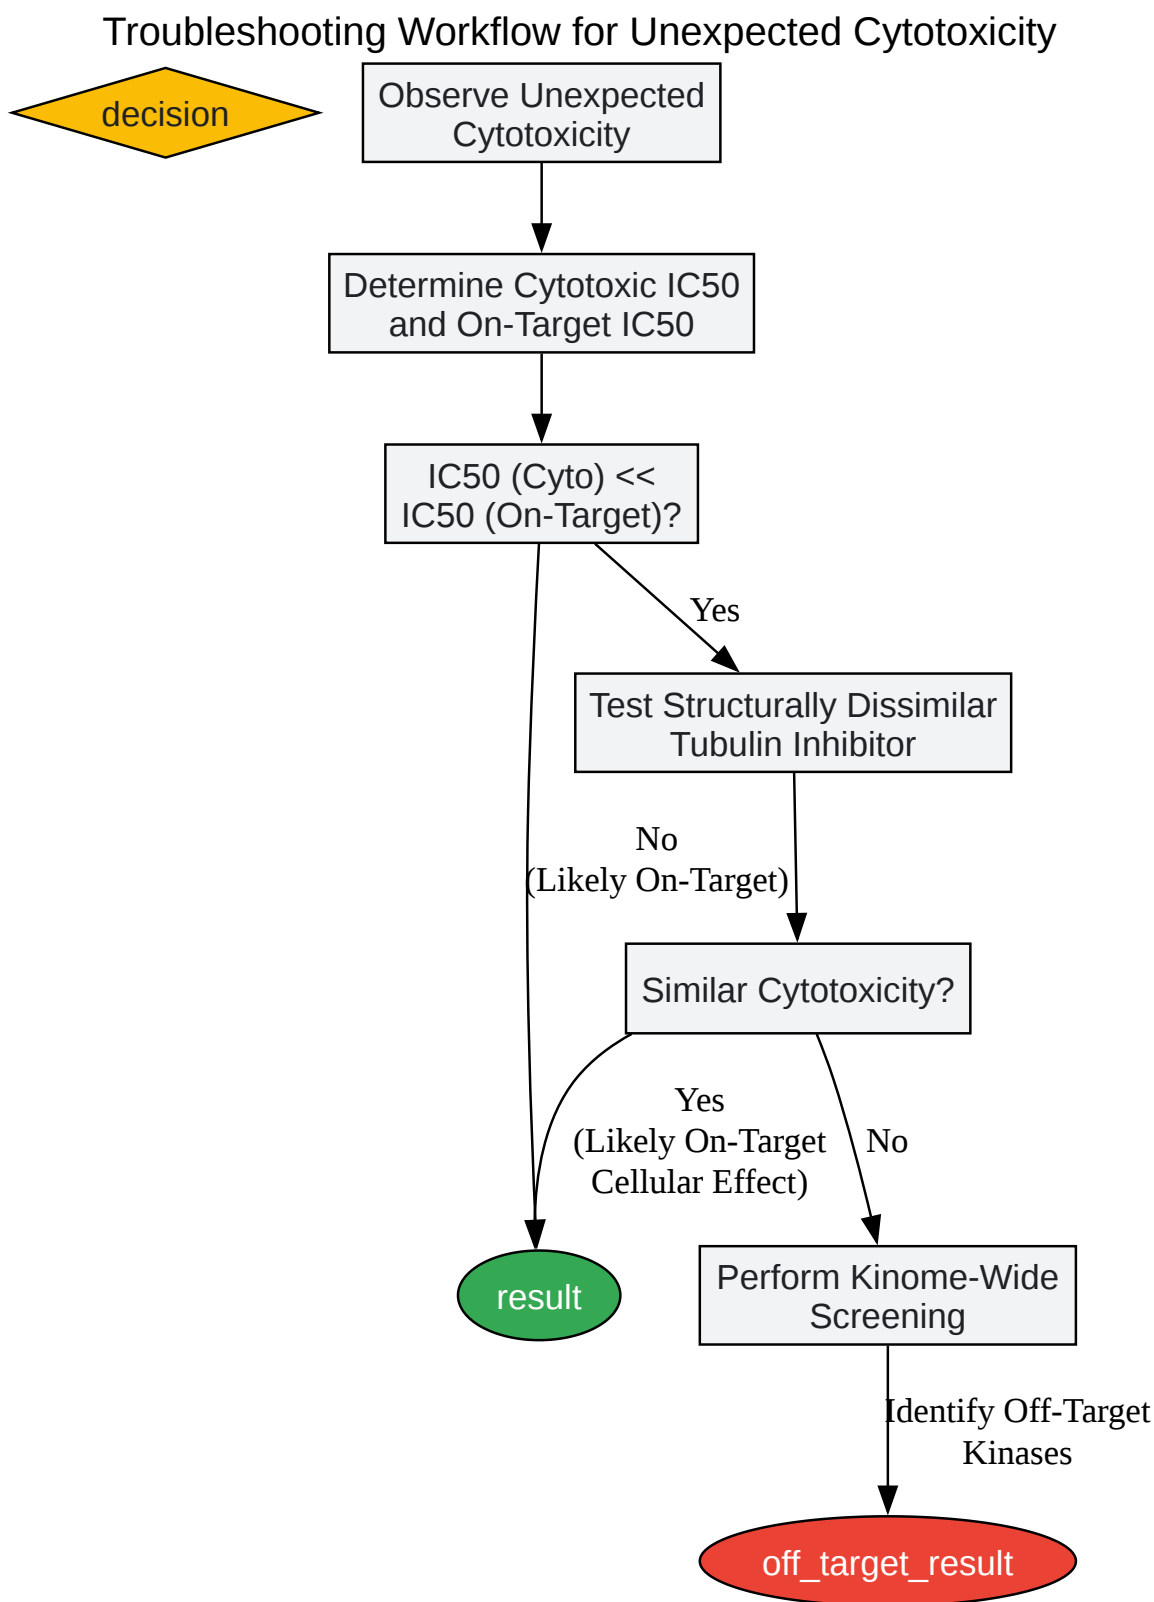 Troubleshooting Workflow for Unexpected Cytotoxicity
decision
Observe Unexpected
Cytotoxicity
Determine Cytotoxic IC50
and On-Target IC50
IC50 (Cyto) <<
IC50 (On-Target)?
Yes
Test Structurally Dissimilar
Tubulin Inhibitor
No
(Likely On-Target)
Similar Cytotoxicity?
Yes
(Likely On-Target
Cellular Effect)
No
result
Perform Kinome-Wide
Screening
Identify Off-Target
Kinases
off_target_result